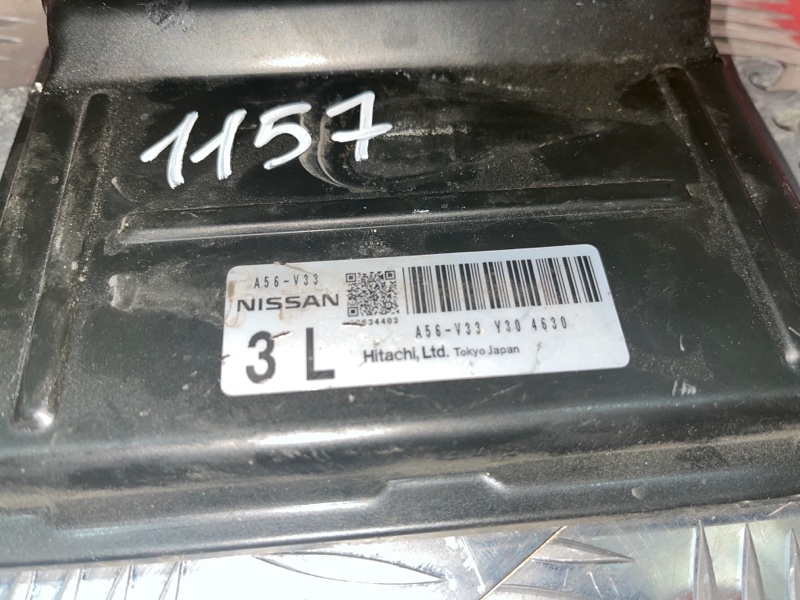 1157
A56-V33
NISSAN
A56-V33 Y30 4630
3 L
Hitachi, Ltd. Tokyo Japan